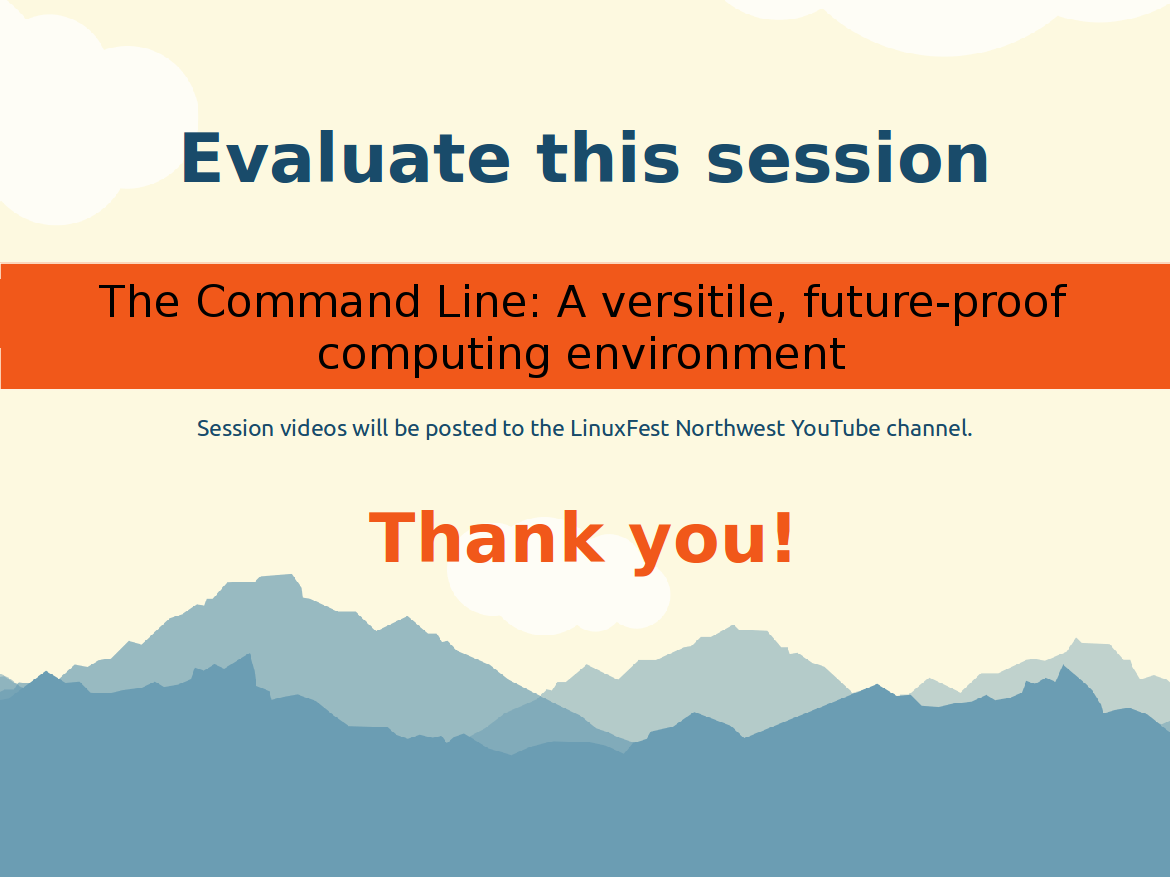 Evaluate this session
The Command Line: A versitile, future-proof
computing environment
Session videos will be posted to the LinuxFest Northwest YouTube channel.
Thank you!